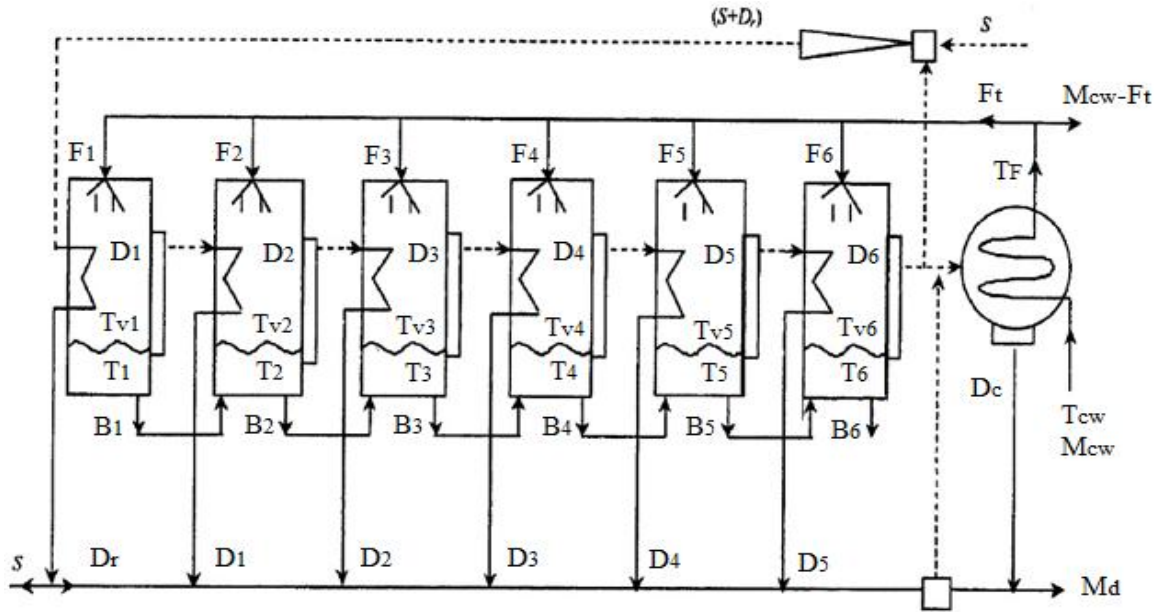 (S+Dr) S
Ft Mcw-Ft
F1 F2 F3 F4 F5 F6
TF
D1 D2 D3 D4 D5 D6
Tv1 Tv2 Tv3 Tv4 Tv5 Tv6
T1 T2 T3 T4 T5 T6
Dc
B1 B2 B3 B4 B5 B6
Tcw
Mcw
S Dr D1 D2 D3 D4 D5 Md